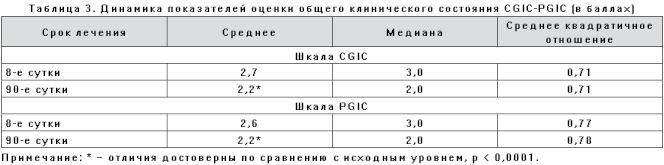 Таблица 3. Динамика показателей оценки общего клинического состояния CGIC-PGIC (в баллах)
Срок лечения Среднее Медиана Среднее квадратичное отношение
Шкала CGIC
8-е сутки 2,7 3,0 0,71
90-е сутки 2,2* 2,0 0,71
Шкала PGIC
8-е сутки 2,6 3,0 0,77
90-е сутки 2,2* 2,0 0,78
Примечание: * – отличия достоверны по сравнению с исходным уровнем, p < 0,0001.